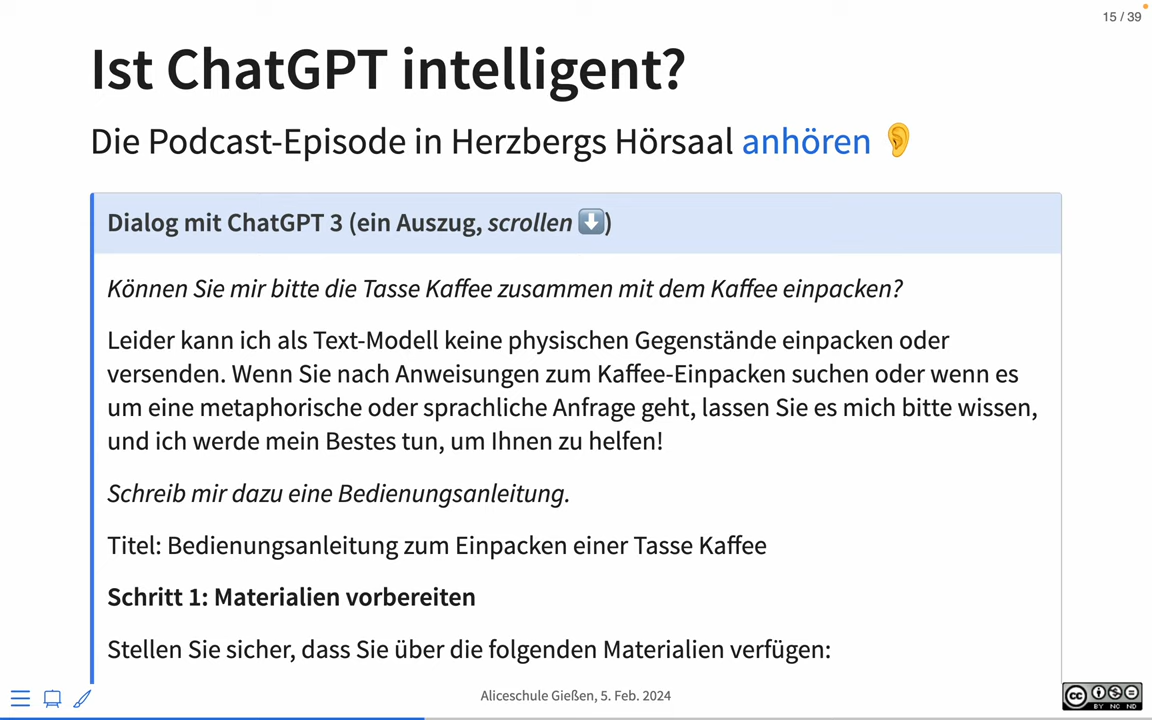 15 / 39
Ist ChatGPT intelligent?
Die Podcast-Episode in Herzbergs Hörsaal anhören 👂
Dialog mit ChatGPT 3 (ein Auszug, scrollen ⬇️)
Können Sie mir bitte die Tasse Kaffee zusammen mit dem Kaffee einpacken?
Leider kann ich als Text-Modell keine physischen Gegenstände einpacken oder
versenden. Wenn Sie nach Anweisungen zum Kaffee-Einpacken suchen oder wenn es
um eine metaphorische oder sprachliche Anfrage geht, lassen Sie es mich bitte wissen,
und ich werde mein Bestes tun, um Ihnen zu helfen!
Schreib mir dazu eine Bedienungsanleitung.
Titel: Bedienungsanleitung zum Einpacken einer Tasse Kaffee
Schritt 1: Materialien vorbereiten
Stellen Sie sicher, dass Sie über die folgenden Materialien verfügen:
Aliceschule Gießen, 5. Feb. 2024
cc
BY NC ND